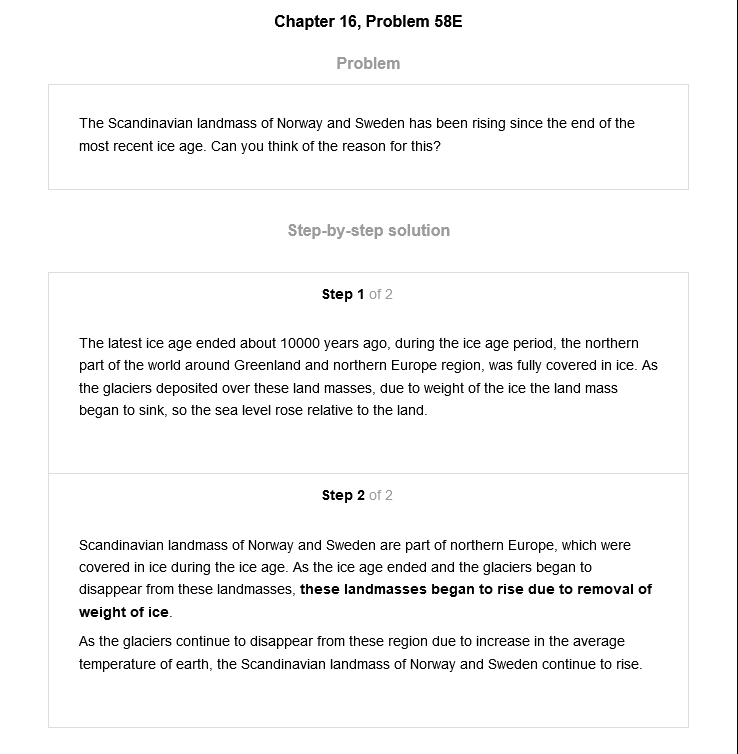 Chapter 16, Problem 58E
Problem
The Scandinavian landmass of Norway and Sweden has been rising since the end of the
most recent ice age. Can you think of the reason for this?
Step-by-step solution
Step 1 of 2
The latest ice age ended about 10000 years ago, during the ice age period, the northern
part of the world around Greenland and northern Europe region, was fully covered in ice. As
the glaciers deposited over these land masses, due to weight of the ice the land mass
began to sink, so the sea level rose relative to the land.
Step 2 of 2
Scandinavian landmass of Norway and Sweden are part of northern Europe, which were
covered in ice during the ice age. As the ice age ended and the glaciers began to
disappear from these landmasses, these landmasses began to rise due to removal of
weight of ice.
As the glaciers continue to disappear from these region due to increase in the average
temperature of earth, the Scandinavian landmass of Norway and Sweden continue to rise.